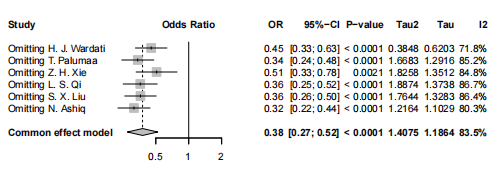 Study Odds Ratio OR 95%-CI P-value Tau2 Tau I2
Omitting H. J. Wardati 0.45 [0.33; 0.63] < 0.0001 0.3848 0.6203 71.8%
Omitting T. Palumaa 0.34 [0.24; 0.48] < 0.0001 1.6683 1.2916 85.2%
Omitting Z. H. Xie 0.51 [0.33; 0.78] 0.0021 1.8258 1.3512 84.8%
Omitting L. S. Qi 0.36 [0.25; 0.52] < 0.0001 1.8874 1.3738 86.7%
Omitting S. X. Liu 0.36 [0.26; 0.50] < 0.0001 1.7644 1.3283 86.4%
Omitting N. Ashiq 0.32 [0.22; 0.44] < 0.0001 1.2164 1.1029 80.3%
Common effect model 0.38 [0.27; 0.52] < 0.0001 1.4075 1.1864 83.5%
0.5 1 2